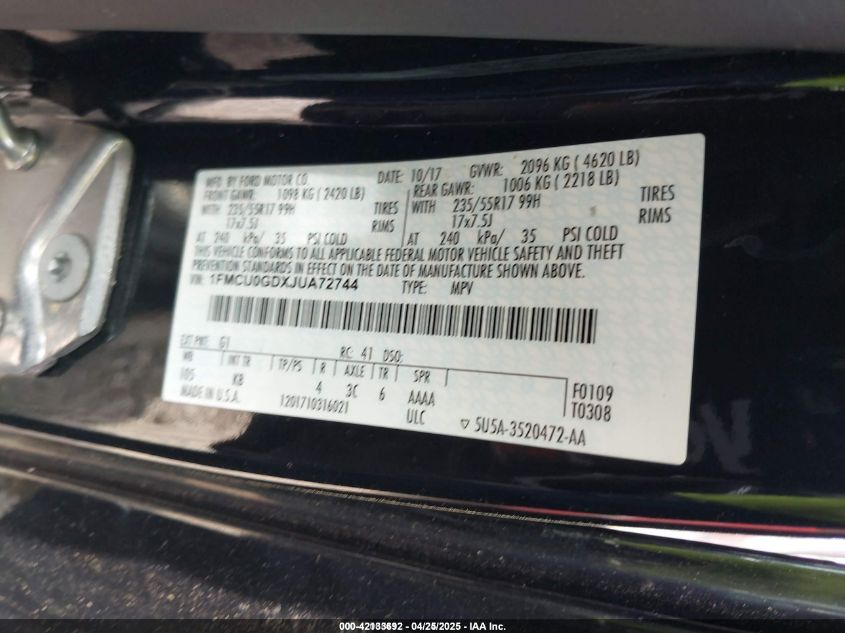 MFD. BY FORD MOTOR CO. DATE: 10/17 GVWR: 2096 KG ( 4620 LB)
FRONT GAWR: 1098 KG ( 2420 LB) REAR GAWR: 1006 KG ( 2218 LB)
WITH 235/55R17 99H TIRES WITH 235/55R17 99H TIRES
17x7.5J RIMS 17x7.5J RIMS
AT 240 kPa/ 35 PSI COLD AT 240 kPa/ 35 PSI COLD
THIS VEHICLE CONFORMS TO ALL APPLICABLE FEDERAL MOTOR VEHICLE SAFETY AND THEFT
PREVENTION STANDARDS IN EFFECT ON THE DATE OF MANUFACTURE SHOWN ABOVE.
VIN: 1FMCU0GDXJUA72744 TYPE: MPV
EXT PNT: G1 RC: 41 DSO:
WB INT TR TP/PS R AXLE TR SPR
105 KB 4 3C 6 AAAA F0109
MADE IN U.S.A. 1201710316021 ULC T0308
▽ 5U5A-3520472-AA
000-42183692 - 04/25/2025 - IAA Inc.